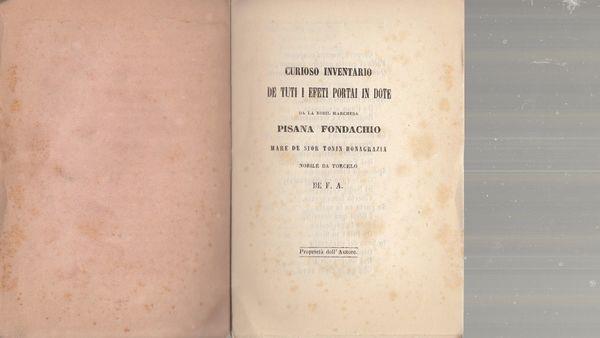 CURIOSO INVENTARIO
DE TUTI I EFETI PORTAI IN DOTE
DA LA NOBIL MARCHESA
PISANA FONDACHIO
MARE DE SIOR TONIN BONAGRAZIA
NOBILE DA TORCELO
DE F. A.
Proprietà dell'Autore.